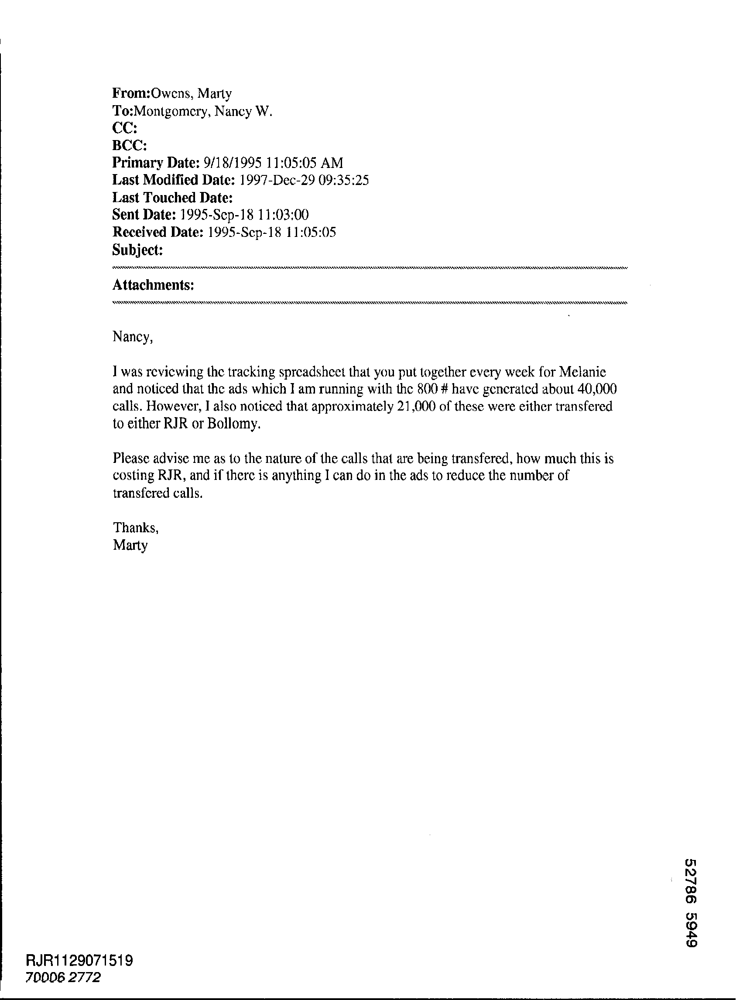 From:Owens, Marty
To:Montgomery, Nancy W.
CC:
BCC:
Primary Date: 9/18/1995 11:05:05 AM
Last Modified Date: 1997-Dec-29 09:35:25
Last Touched Date:
Sent Date: 1995-Sep-18 11:03:00
Received Date: 1995-Sep-18 11:05:05
Subject:
Attachments:
Nancy,
I was reviewing the tracking spreadsheet that you put together every week for Melanie
and noticed that the ads which I am running with the 800 # have generated about 40,000
calls. However, I also noticed that approximately 21,000 of these were either transfered
to either RJR or Bollomy.
Please advise me as to the nature of the calls that are being transfered, how much this is
costing RJR, and if there is anything I can do in the ads to reduce the number of
transfered calls.
Thanks,
Marty
52786 5949
RJR1129071519
70006 2772